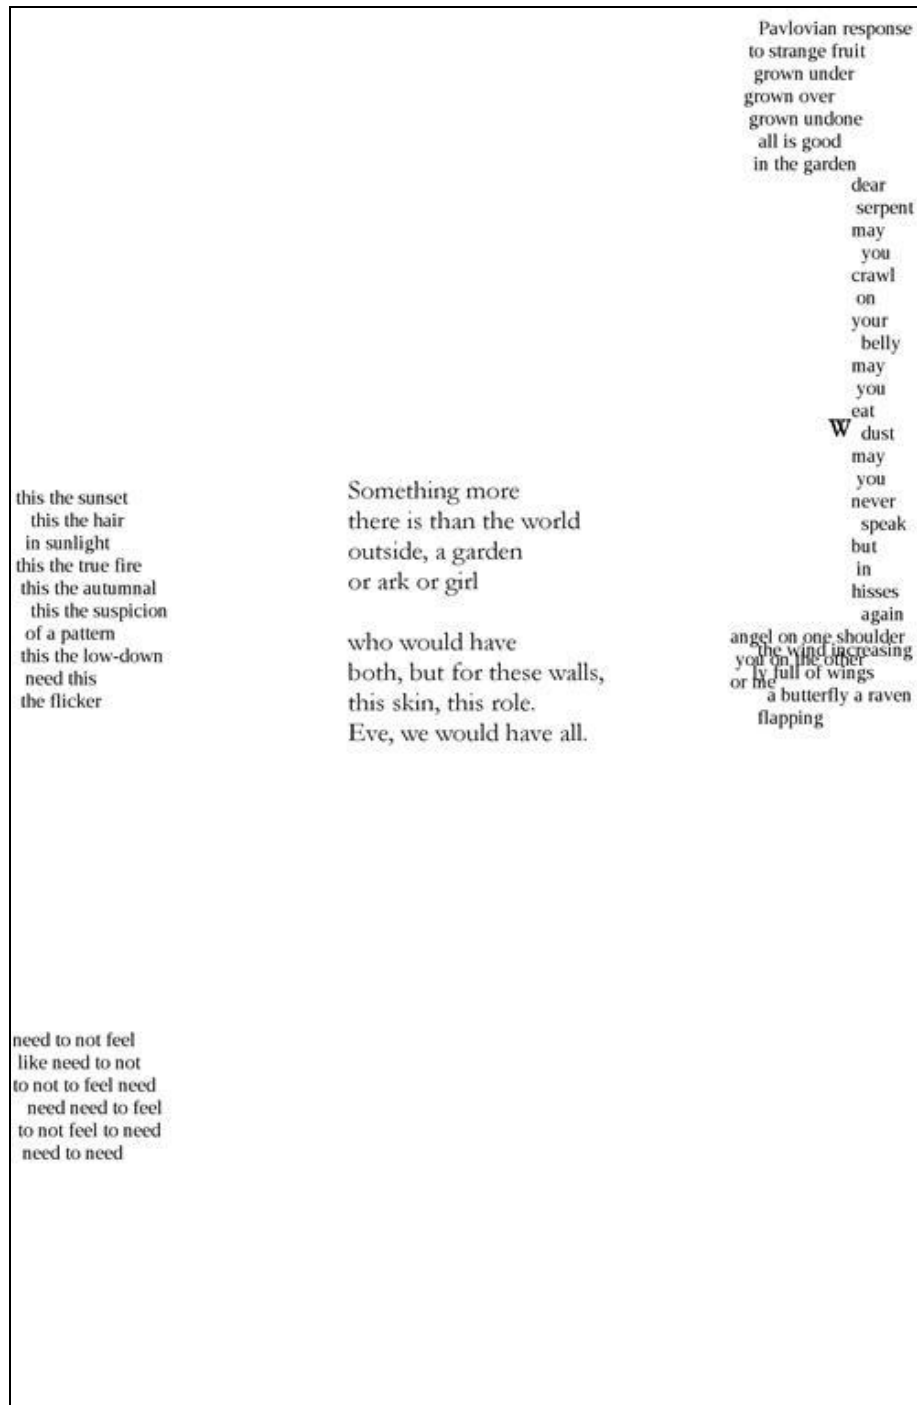 Pavlovian response
to strange fruit
grown under
grown over
grown undone
all is good
in the garden
dear
serpent
may
you
crawl
on
your
belly
may
you
eat
W
dust
may
you
never
speak
but
in
hisses
again
angel on one shoulder
you on the other
or me
the wind increasing
ly full of wings
a butterfly a raven
flapping
this the sunset
this the hair
in sunlight
this the true fire
this the autumnal
this the suspicion
of a pattern
this the low-down
need this
the flicker
Something more
there is than the world
outside, a garden
or ark or girl
who would have
both, but for these walls,
this skin, this role.
Eve, we would have all.
need to not feel
like need to not
to not to feel need
need need to feel
to not feel to need
need to need